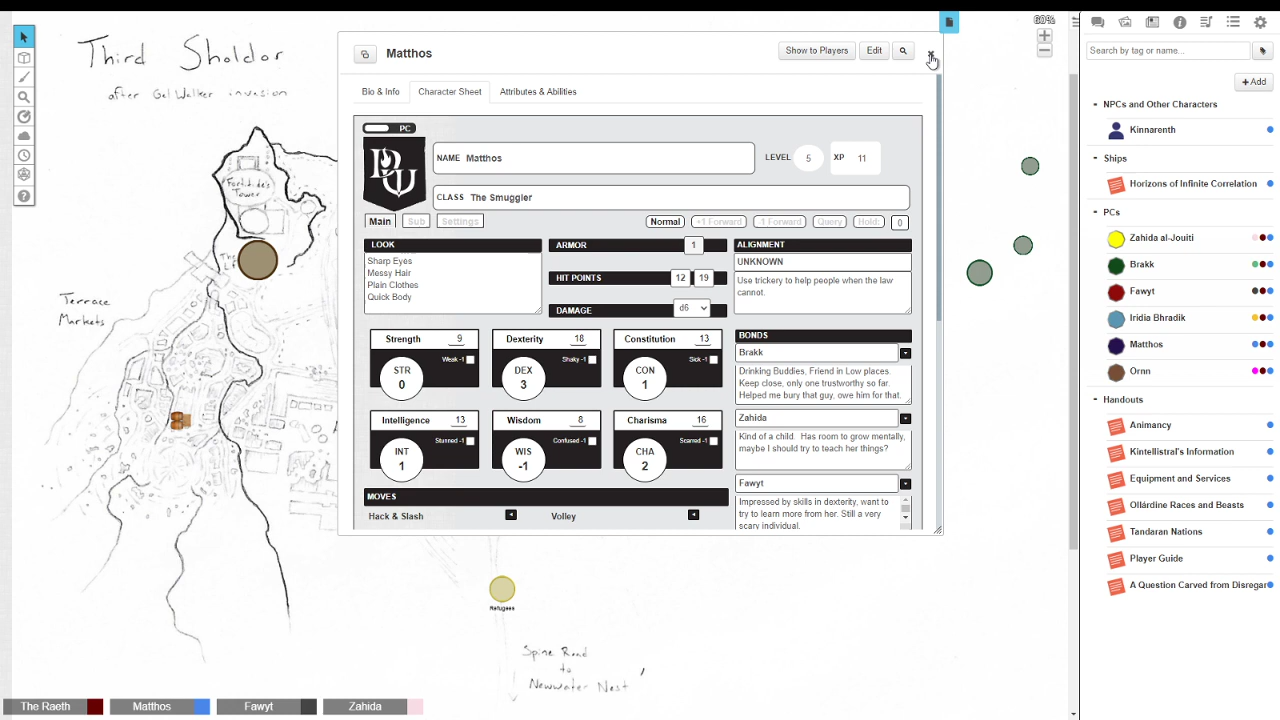 Third Sholdor
after Gel Walker invasion
Fortitide's
Tower
Terrace
Markets
Refugees
Spine Road
to
Newwater Nest
The Raeth
Matthos
Fawyt
Zahida
Matthos
Show to Players
Edit
Bio & Info
Character Sheet
Attributes & Abilities
PC
DU
NAME Matthos
LEVEL 5
XP 11
CLASS The Smuggler
Main
Sub
Settings
Normal
+1 Forward
-1 Forward
Query
Hold:
0
LOOK
Sharp Eyes
Messy Hair
Plain Clothes
Quick Body
ARMOR 1
HIT POINTS 12 19
DAMAGE d6
ALIGNMENT
UNKNOWN
Use trickery to help people when the law
cannot.
Strength 9
Weak -1
STR
0
Dexterity 18
Shaky -1
DEX
3
Constitution 13
Sick -1
CON
1
Intelligence 13
Stunned -1
INT
1
Wisdom 8
Confused -1
WIS
-1
Charisma 16
Scarred -1
CHA
2
BONDS
Brakk
Drinking Buddies, Friend in Low places.
Keep close, only one trustworthy so far.
Helped me bury that guy, owe him for that.
Zahida
Kind of a child. Has room to grow mentally,
maybe I should try to teach her things?
Fawyt
Impressed by skills in dexterity, want to
try to learn more from her. Still a very
scary individual.
MOVES
Hack & Slash
Volley
60%
Search by tag or name...
+ Add
NPCs and Other Characters
Kinnarenth
Ships
Horizons of Infinite Correlation
PCs
Zahida al-Jouiti
Brakk
Fawyt
Iridia Bhradik
Matthos
Ornn
Handouts
Animancy
Kintellistral's Information
Equipment and Services
Ollárdine Races and Beasts
Tandaran Nations
Player Guide
A Question Carved from Disregar